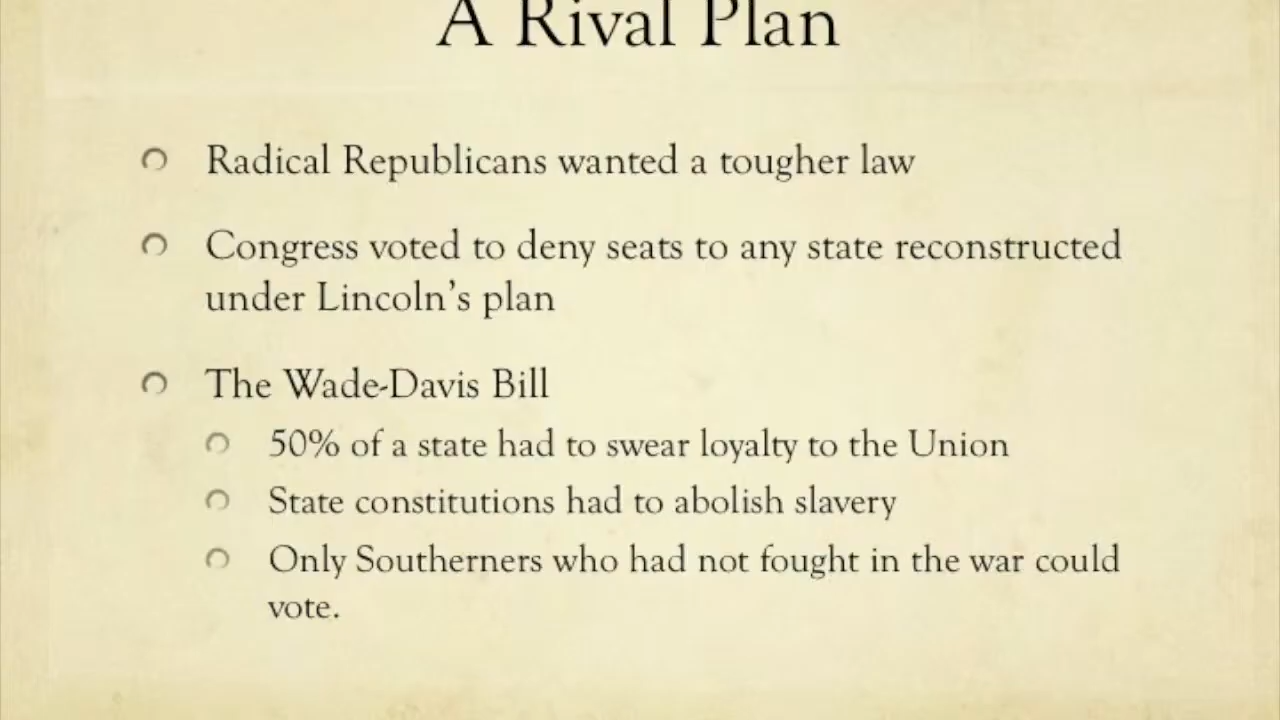 A Rival Plan
Radical Republicans wanted a tougher law
Congress voted to deny seats to any state reconstructed
under Lincoln’s plan
The Wade-Davis Bill
50% of a state had to swear loyalty to the Union
State constitutions had to abolish slavery
Only Southerners who had not fought in the war could
vote.